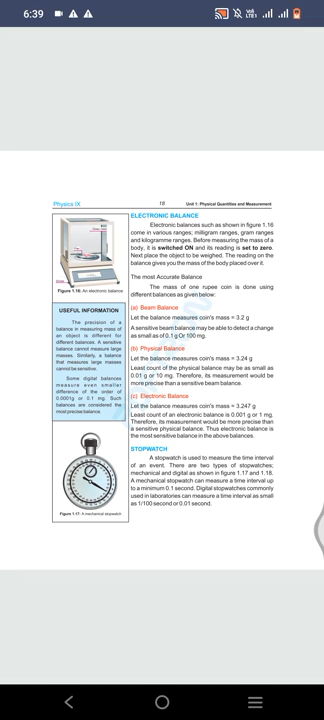 6:39
Physics IX
18
Unit 1: Physical Quantities and Measurement
ELECTRONIC BALANCE
Electronic balances such as shown in figure 1.16
come in various ranges; milligram ranges, gram ranges
and kilogramme ranges. Before measuring the mass of a
body, it is switched ON and its reading is set to zero.
Next place the object to be weighed. The reading on the
balance gives you the mass of the body placed over it.
Figure 1.16: An electronic balance
The most Accurate Balance
The mass of one rupee coin is done using
different balances as given below:
(a) Beam Balance
Let the balance measures coin's mass = 3.2 g
A sensitive beam balance may be able to detect a change
as small as of 0.1 g Or 100 mg.
(b) Physical Balance
Let the balance measures coin's mass = 3.24 g
Least count of the physical balance may be as small as
0.01 g or 10 mg. Therefore, its measurement would be
more precise than a sensitive beam balance.
(c) Electronic Balance
Let the balance measures coin's mass = 3.247 g
Least count of an electronic balance is 0.001 g or 1 mg.
Therefore, its measurement would be more precise than
a sensitive physical balance. Thus electronic balance is
the most sensitive balance in the above balances.
USEFUL INFORMATION
The precision of a
balance in measuring mass of
an object is different for
different balances. A sensitive
balance cannot measure large
masses. Similarly, a balance
that measures large masses
cannot be sensitive.
Some digital balances
measure even smaller
difference of the order of
0.0001g or 0.1 mg. Such
balances are considered the
most precise balance.
STOPWATCH
A stopwatch is used to measure the time interval
of an event. There are two types of stopwatches;
mechanical and digital as shown in figure 1.17 and 1.18.
A mechanical stopwatch can measure a time interval up
to a minimum 0.1 second. Digital stopwatches commonly
used in laboratories can measure a time interval as small
as 1/100 second or 0.01 second.
Figure 1.17: A mechanical stopwatch